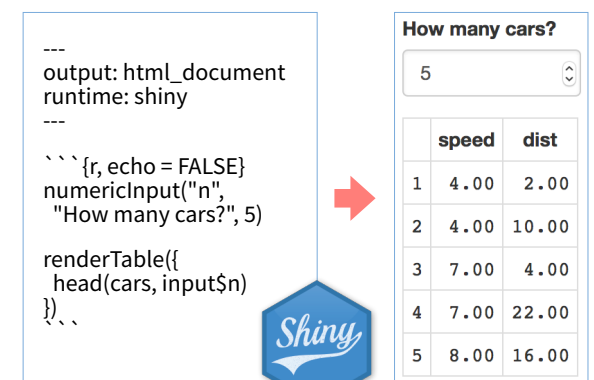 ---
output: html_document
runtime: shiny
---
```{r, echo = FALSE}
numericInput("n",
  "How many cars?", 5)
renderTable({
  head(cars, input$n)
})
```
Shiny
How many cars?
5
speed dist
1 4.00 2.00
2 4.00 10.00
3 7.00 4.00
4 7.00 22.00
5 8.00 16.00